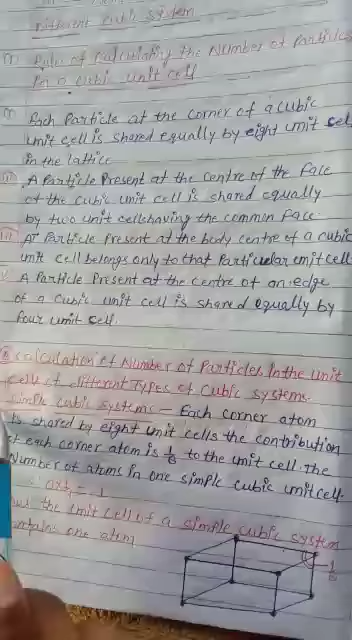 Different cubic system
(1) Rule of calculating the Number of Particles
in a cubic unit cell
(i) Each Particle at the corner of a cubic
unit cell is shared equally by eight unit cell
in the lattice
(ii) A Particle Present at the centre of the face
of the cubic unit cell is shared equally
by two unit cells having the common face.
(iii) A Particle Present at the body centre of a cubic
unit cell belongs only to that Particular unit cell
A Particle Present at the centre of an edge
of a cubic unit cell is shared equally by
four unit cell.
calculation of Number of Particles In the unit
cells of different Types of Cubic systems.
Simple cubic systems - Each corner atom
is shared by eight unit cells the contribution
of each corner atom is 1/8 to the unit cell. the
Number of atoms in one simple cubic unit cell.
= 1
the unit cell of a simple cubic system
contains one atom
1/8